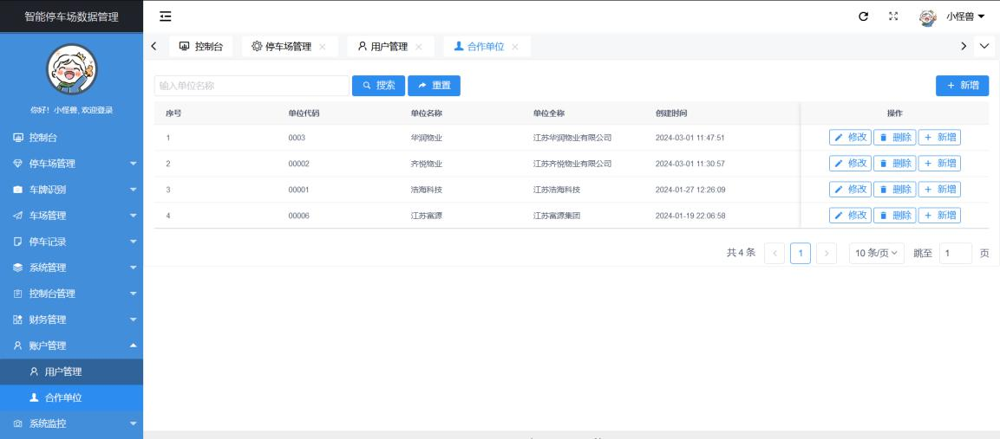 智能停车场数据管理
小怪兽
控制台
停车场管理
用户管理
合作单位
你好！小怪兽, 欢迎登录
控制台
停车场管理
车牌识别
车场管理
停车记录
系统管理
控制台管理
财务管理
账户管理
用户管理
合作单位
系统监控
输入单位名称 搜索 重置 + 新增
序号 单位代码 单位名称 单位全称 创建时间 操作
1 0003 华润物业 江苏华润物业有限公司 2024-03-01 11:47:51 修改 删除 + 新增
2 00002 齐悦物业 江苏齐悦物业有限公司 2024-03-01 11:30:57 修改 删除 + 新增
3 00001 浩海科技 江苏浩海科技 2024-01-27 12:26:09 修改 删除 + 新增
4 00006 江苏富源 江苏富源集团 2024-01-19 22:06:58 修改 删除 + 新增
共 4 条 1 10 条/页 跳至 1 页